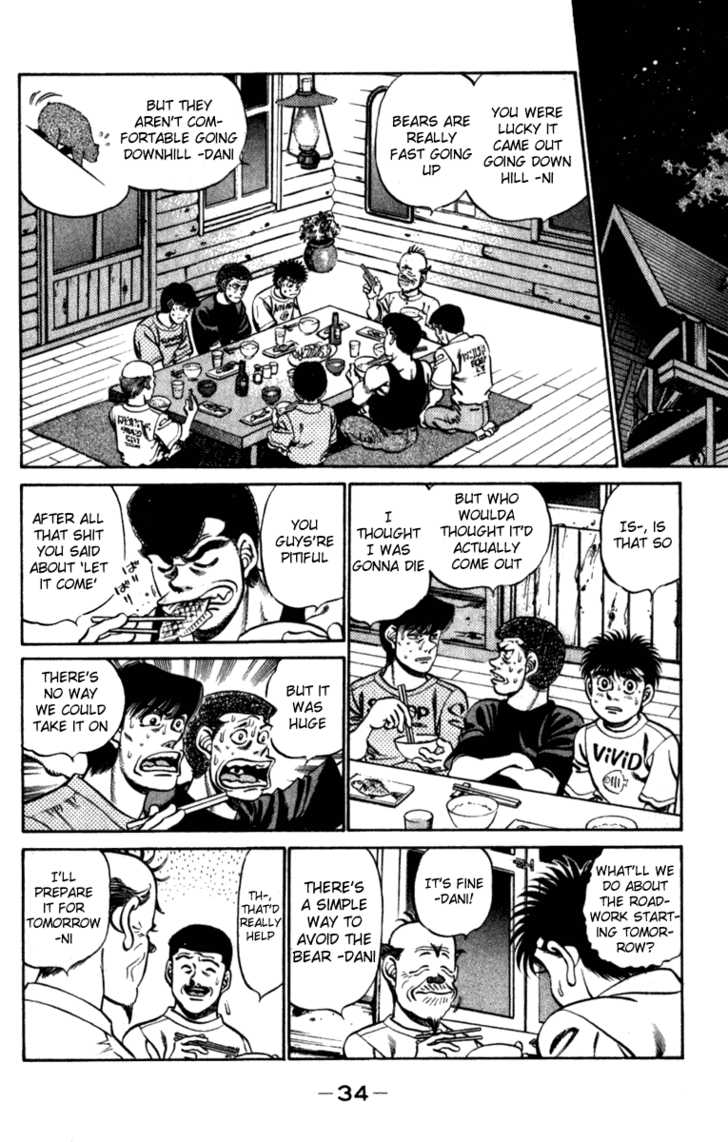 YOU WERE
LUCKY IT
CAME OUT
GOING DOWN
HILL -NI
BEARS ARE
REALLY
FAST GOING
UP
BUT THEY
AREN'T COM-
FORTABLE GOING
DOWNHILL -DANI
IS-, IS
THAT SO
BUT WHO
WOULDA
THOUGHT IT'D
ACTUALLY
COME OUT
I
THOUGHT
I WAS
GONNA DIE
ViViD
YOU
GUYS'RE
PITIFUL
AFTER ALL
THAT SHIT
YOU SAID
ABOUT 'LET
IT COME'
BUT IT
WAS
HUGE
THERE'S
NO WAY
WE COULD
TAKE IT ON
WHAT'LL WE
DO ABOUT
THE ROAD-
WORK START-
ING TOMOR-
ROW?
IT'S FINE
-DANI!
THERE'S
A SIMPLE
WAY TO
AVOID THE
BEAR -DANI
TH-,
THAT'D
REALLY
HELP
I'LL
PREPARE
IT FOR
TOMORROW
-NI
-34-